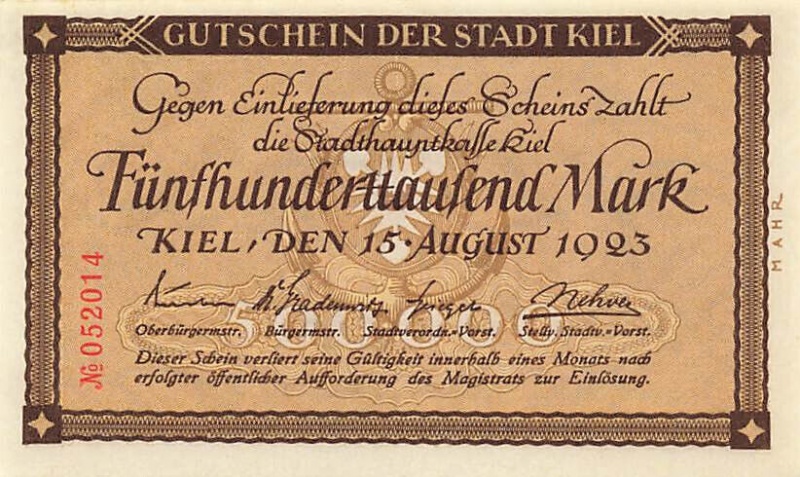 GUTSCHEIN DER STADT KIEL
Gegen Einlieferung dieſes Scheins zahlt
die Stadthauptkaſſe Kiel
Fünfhunderttauſend Mark
KIEL, DEN 15. AUGUST 1923
500000
Oberbürgermstr. Bürgermstr. Stadtverordn.=Vorst. Stellv. Stadtv.=Vorst.
Dieser Schein verliert seine Gültigkeit innerhalb eines Monats nach
erfolgter öffentlicher Aufforderung des Magistrats zur Einlösung.
№ 052014
MAHR